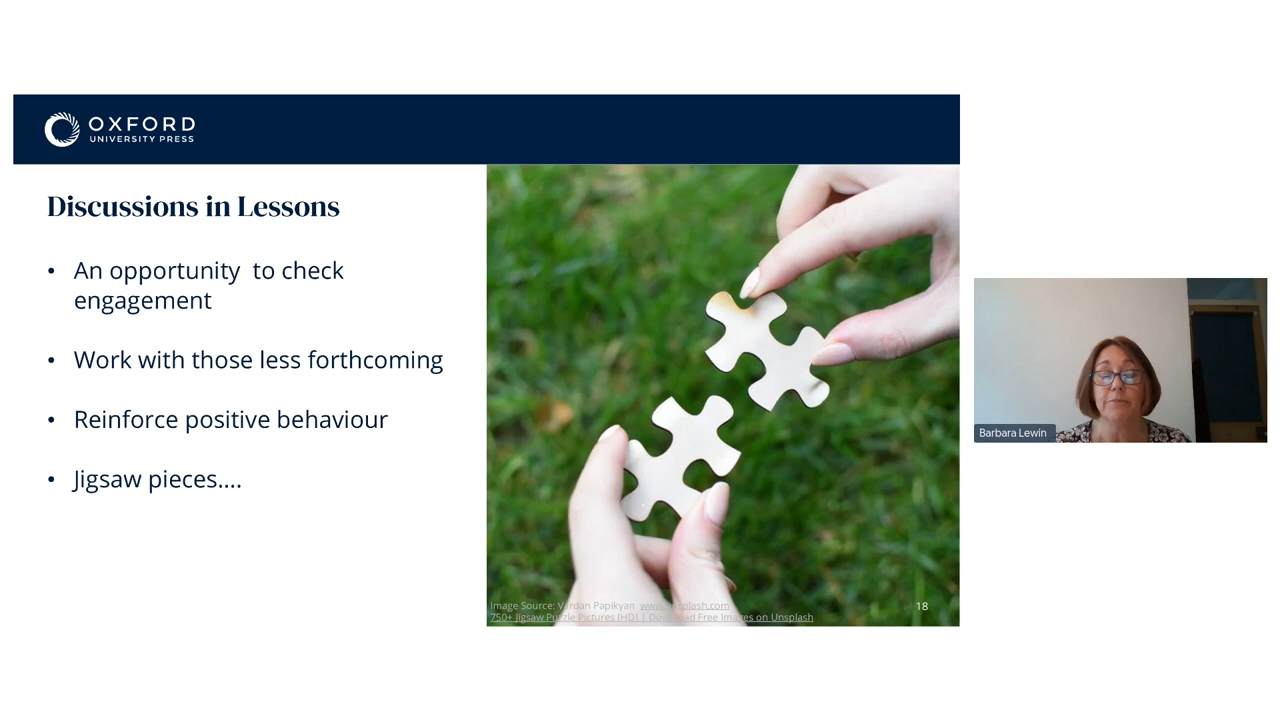 OXFORD
UNIVERSITY PRESS
Discussions in Lessons
• An opportunity  to check
engagement
• Work with those less forthcoming
• Reinforce positive behaviour
• Jigsaw pieces....
Image Source: Vardan Papikyan  www.unsplash.com
750+ Jigsaw Puzzle Pictures [HD] | Download Free Images on Unsplash
18
Barbara Lewin